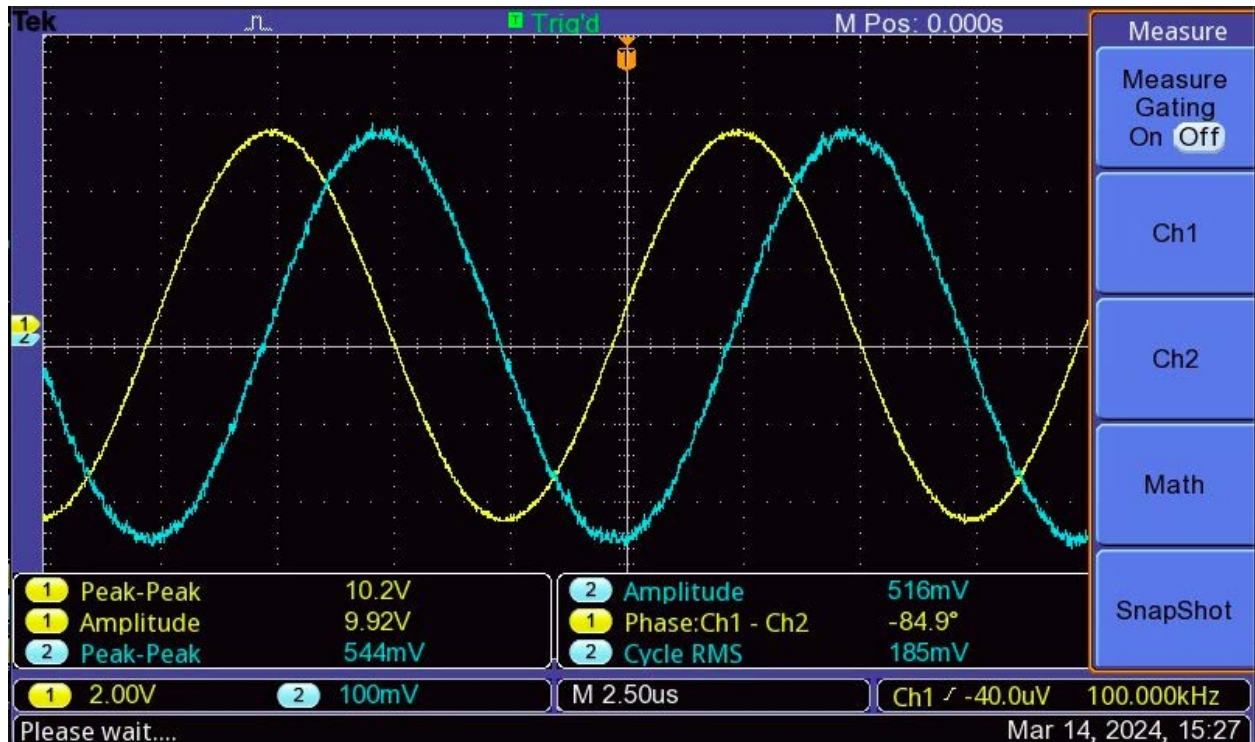 Tek
T Trig'd
M Pos: 0.000s
Measure
Measure
Gating
On Off
Ch1
Ch2
Math
SnapShot
T
1
2
1 Peak-Peak 10.2V
1 Amplitude 9.92V
2 Peak-Peak 544mV
2 Amplitude 516mV
1 Phase:Ch1 - Ch2 -84.9°
2 Cycle RMS 185mV
1 2.00V 2 100mV
M 2.50us
Ch1 -40.0uV 100.000kHz
Please wait....
Mar 14, 2024, 15:27